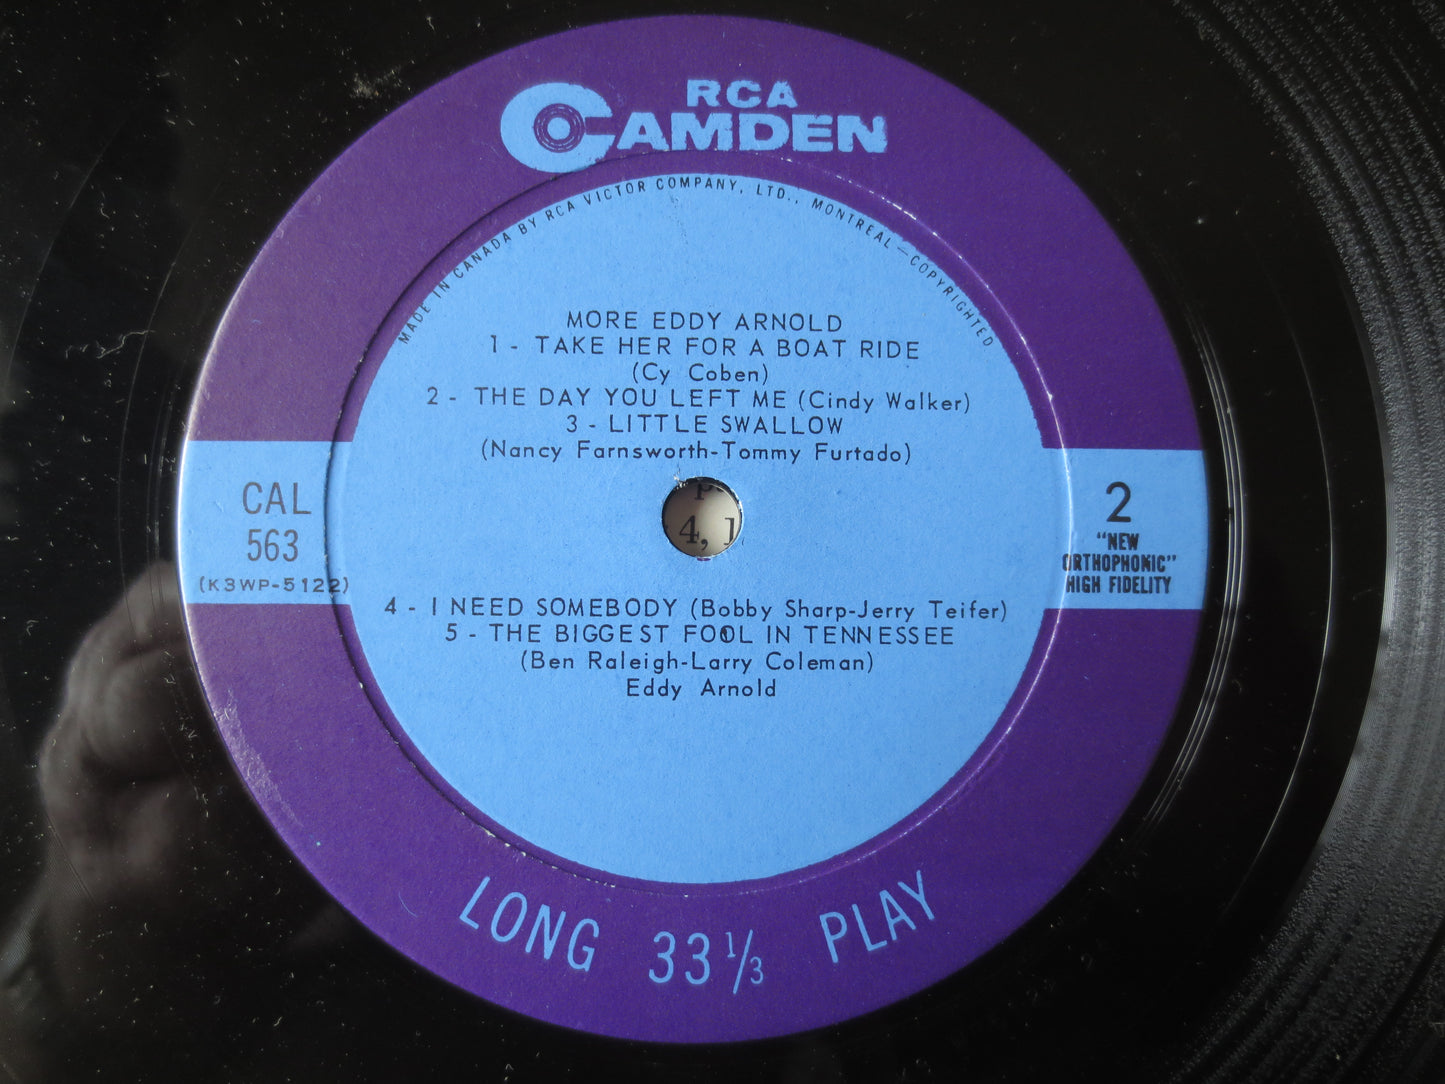 RCA
CAMDEN
MADE IN CANADA BY RCA VICTOR COMPANY, LTD., MONTREAL — COPYRIGHTED
MORE EDDY ARNOLD
1 - TAKE HER FOR A BOAT RIDE
(Cy Coben)
2 - THE DAY YOU LEFT ME (Cindy Walker)
3 - LITTLE SWALLOW
(Nancy Farnsworth-Tommy Furtado)
CAL
563
(K3WP-5122)
2
"NEW
ORTHOPHONIC"
HIGH FIDELITY
4 - I NEED SOMEBODY (Bobby Sharp-Jerry Teifer)
5 - THE BIGGEST FOOL IN TENNESSEE
(Ben Raleigh-Larry Coleman)
Eddy Arnold
LONG 33 1/3 PLAY